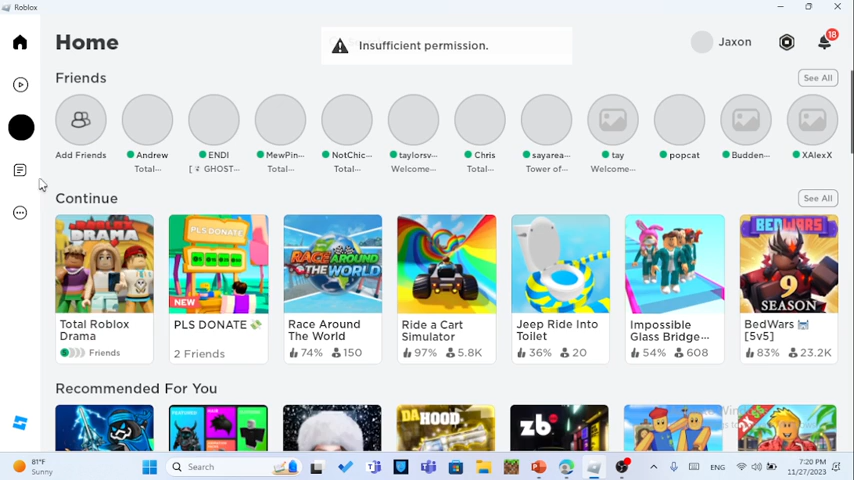 Roblox
Home
Insufficient permission.
Jaxon
18
Friends
See All
Add Friends
Andrew
ENDI
MewPin...
NotChic...
taylorsv...
Chris
sayarea...
tay
popcat
Budden...
XAlexX
Total...
[ GHOST...
Total...
Total...
Welcome...
Total...
Tower of...
Welcome...
Continue
See All
ROBLOX DRAMA
PLS DONATE
NEW
RACE AROUND THE WORLD
BEDWARS
9
SEASON
Total Roblox Drama
PLS DONATE 💸
Race Around The World
Ride a Cart Simulator
Jeep Ride Into Toilet
Impossible Glass Bridge...
BedWars [5v5]
Friends
2 Friends
74% 150
97% 5.8K
36% 20
54% 608
83% 23.2K
Recommended For You
FEATURED
DA HOOD
zb
2X $$
81°F
Sunny
Search
ENG
7:20 PM
11/27/2023